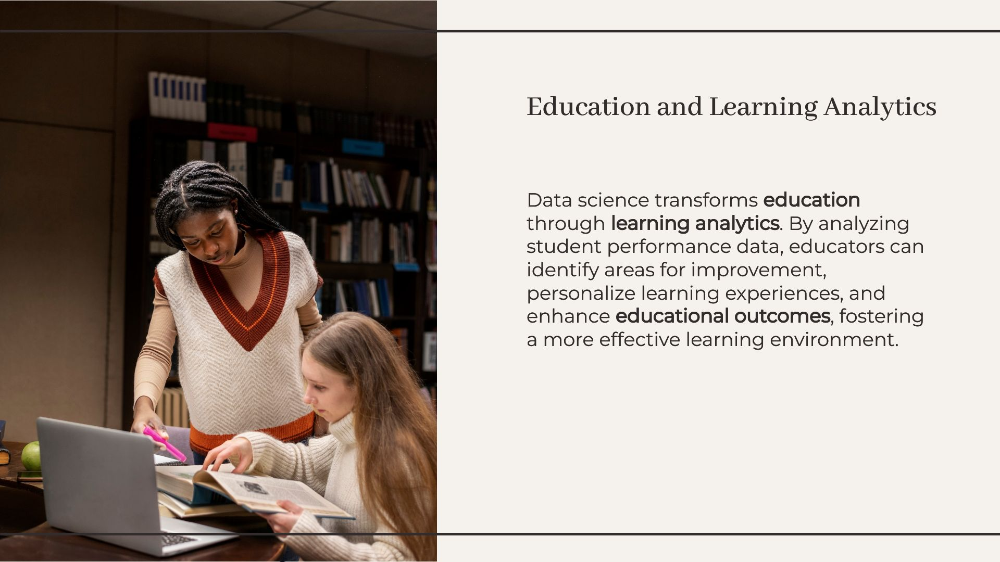 Education and Learning Analytics
Data science transforms education
through learning analytics. By analyzing
student performance data, educators can
identify areas for improvement,
personalize learning experiences, and
enhance educational outcomes, fostering
a more effective learning environment.